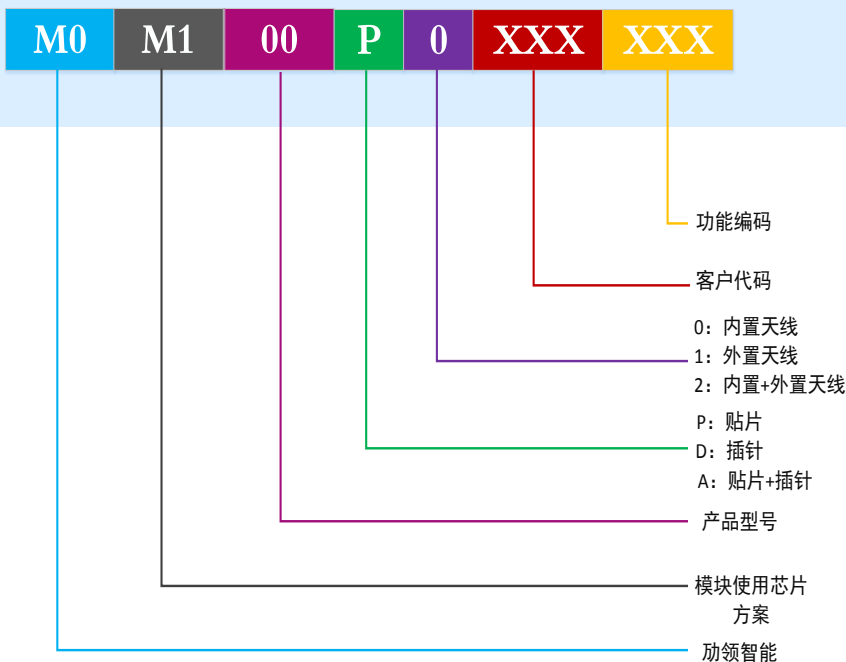 M0 M1 00 P 0 XXX XXX
功能编码
客户代码
0：内置天线
1：外置天线
2：内置+外置天线
P：贴片
D：插针
A：贴片+插针
产品型号
模块使用芯片
方案
劢领智能